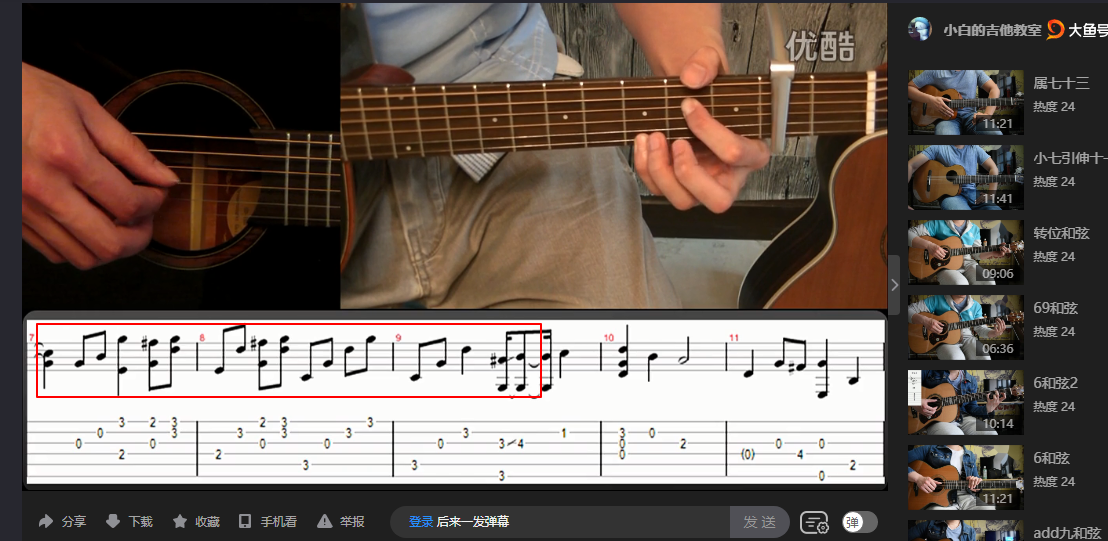 优酷
小白的吉他教室 大鱼号
属七十三
热度 24
11:21
小七引伸十一
热度 24
11:41
转位和弦
热度 24
09:06
69和弦
热度 24
06:36
6和弦2
热度 24
10:14
6和弦
热度 24
11:21
add九和弦
7 8 9 10 11
3 2 3 2 3 3
0 3 3 3 3 3 1 3 0
0 0 0 0 3 4 0 2 0 0
2 2 0 (0) 4
3 3 2
3 0
分享 下载 收藏 手机看 举报 登录 后来一发弹幕 发送 弹